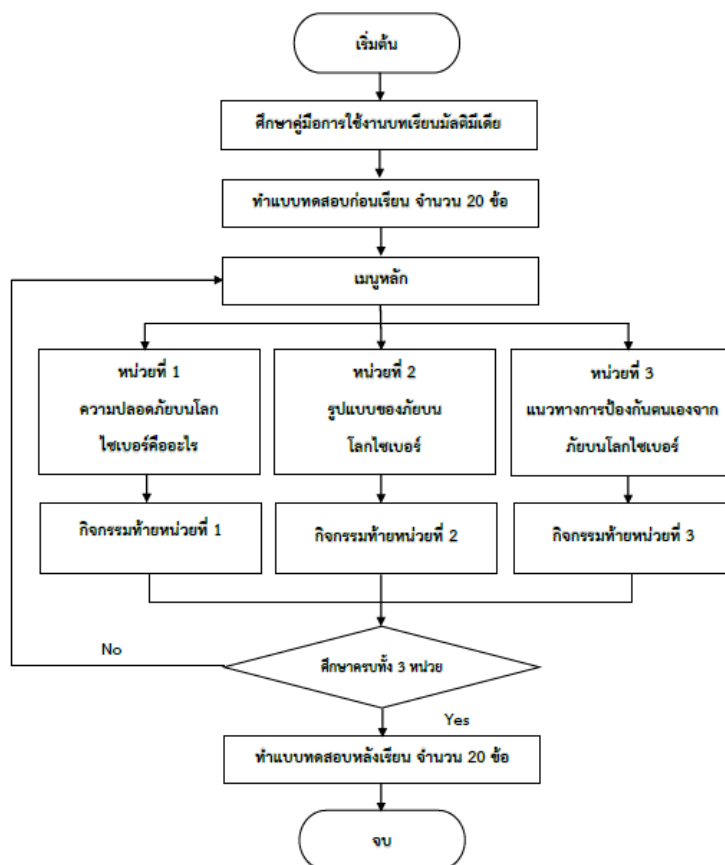 เริ่มต้น
ศึกษาคู่มือการใช้งานบทเรียนมัลติมีเดีย
ทำแบบทดสอบก่อนเรียน จำนวน 20 ข้อ
เมนูหลัก
หน่วยที่ 1
ความปลอดภัยบนโลก
ไซเบอร์คืออะไร
หน่วยที่ 2
รูปแบบของภัยบน
โลกไซเบอร์
หน่วยที่ 3
แนวทางการป้องกันตนเองจาก
ภัยบนโลกไซเบอร์
กิจกรรมท้ายหน่วยที่ 1
กิจกรรมท้ายหน่วยที่ 2
กิจกรรมท้ายหน่วยที่ 3
No
ศึกษาครบทั้ง 3 หน่วย
Yes
ทำแบบทดสอบหลังเรียน จำนวน 20 ข้อ
จบ